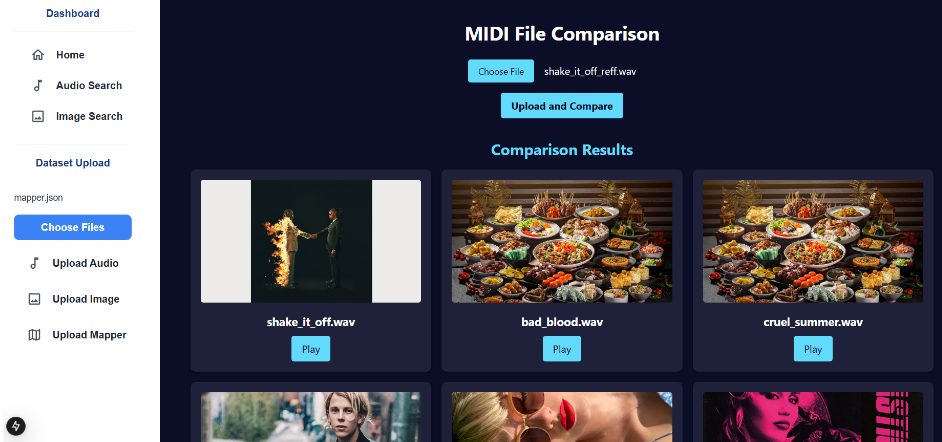 Dashboard
Home
Audio Search
Image Search
Dataset Upload
mapper.json
Choose Files
Upload Audio
Upload Image
Upload Mapper
MIDI File Comparison
Choose File shake_it_off_reff.wav
Upload and Compare
Comparison Results
shake_it_off.wav
Play
bad_blood.wav
Play
cruel_summer.wav
Play